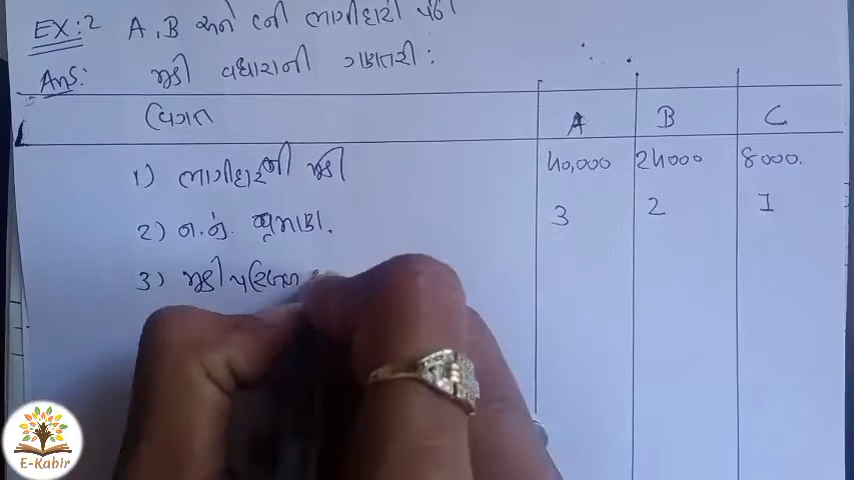 EX:2 A, B અને C ની ભાગીદારી પેઢી
Ans: મૂડી વધારાની ગણતરી :
વિગત A B C
1) ભાગીદારની મૂડી 40,000 24000 8000.
2) ન.નું. પ્રમાણ. 3 2 1
3) મૂડી
E-Kabir